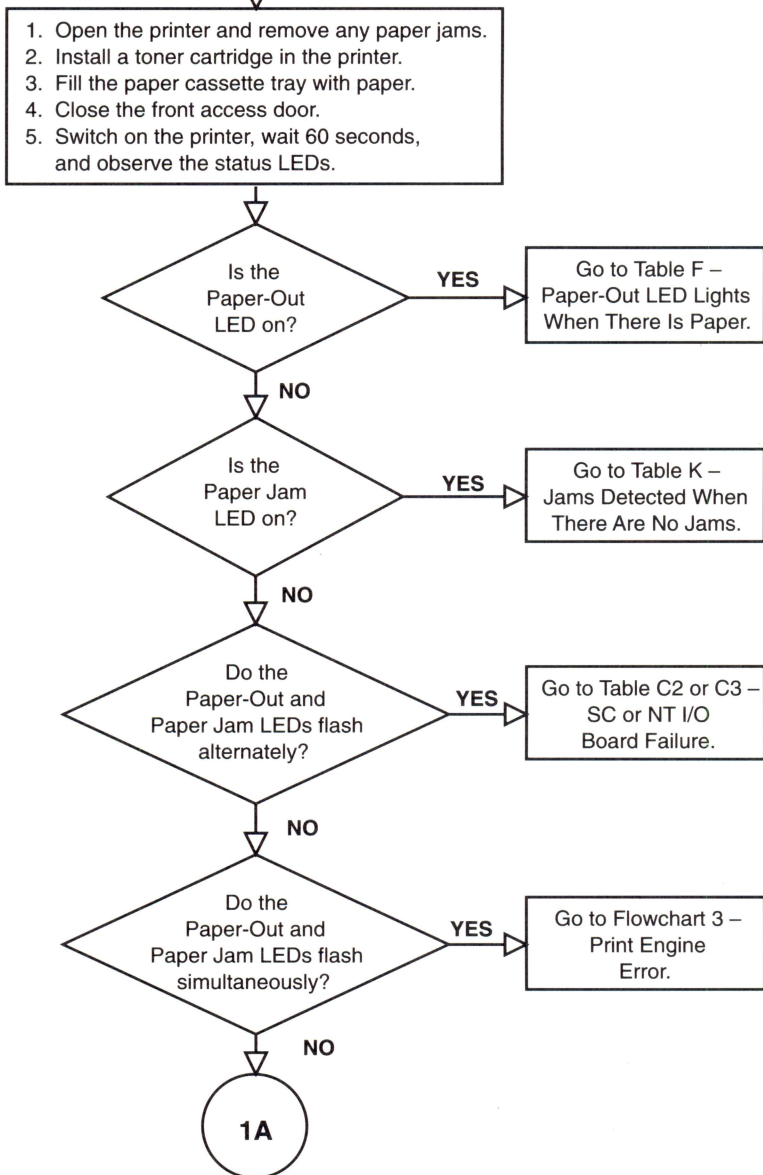 1. Open the printer and remove any paper jams.
2. Install a toner cartridge in the printer.
3. Fill the paper cassette tray with paper.
4. Close the front access door.
5. Switch on the printer, wait 60 seconds,
and observe the status LEDs.
Is the
Paper-Out
LED on?
YES
Go to Table F –
Paper-Out LED Lights
When There Is Paper.
NO
Is the
Paper Jam
LED on?
YES
Go to Table K –
Jams Detected When
There Are No Jams.
NO
Do the
Paper-Out and
Paper Jam LEDs flash
alternately?
YES
Go to Table C2 or C3 –
SC or NT I/O
Board Failure.
NO
Do the
Paper-Out and
Paper Jam LEDs flash
simultaneously?
YES
Go to Flowchart 3 –
Print Engine
Error.
NO
1A